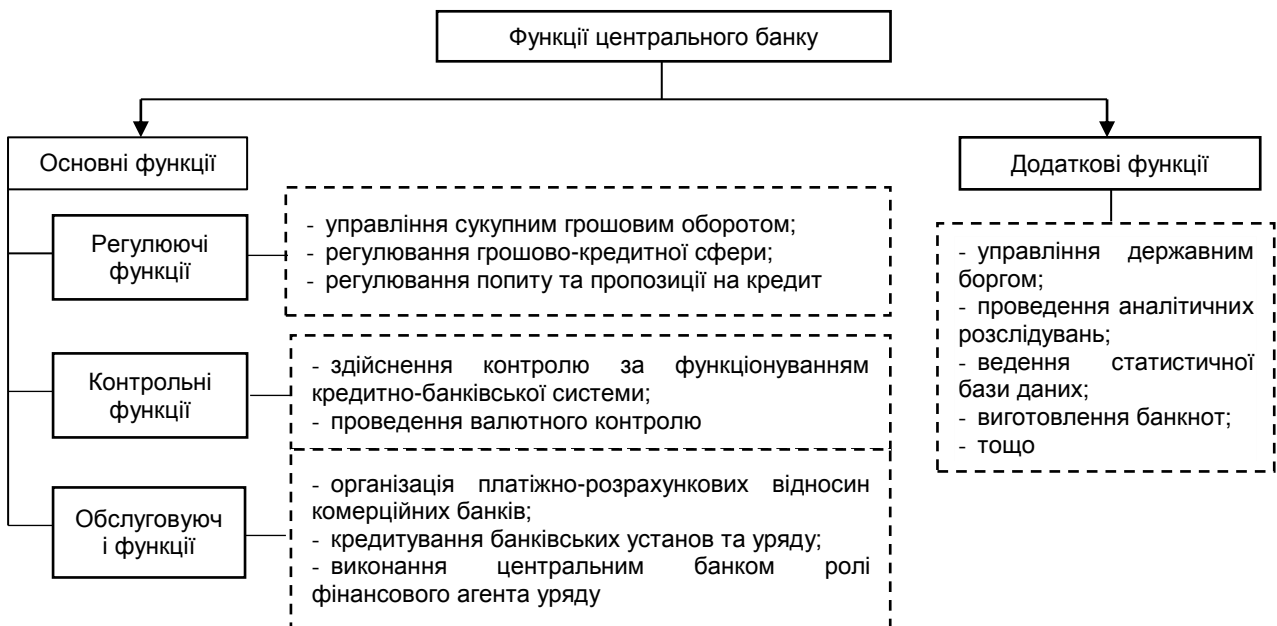 Функції центрального банку
Основні функції
Додаткові функції
Регулюючі
функції
- управління сукупним грошовим оборотом;
- регулювання грошово-кредитної сфери;
- регулювання попиту та пропозиції на кредит
Контрольні
функції
- здійснення контролю за функціонуванням
кредитно-банківської системи;
- проведення валютного контролю
Обслуговуюч
і функції
- організація платіжно-розрахункових відносин
комерційних банків;
- кредитування банківських установ та уряду;
- виконання центральним банком ролі
фінансового агента уряду
- управління державним
боргом;
- проведення аналітичних
розслідувань;
- ведення статистичної
бази даних;
- виготовлення банкнот;
- тощо